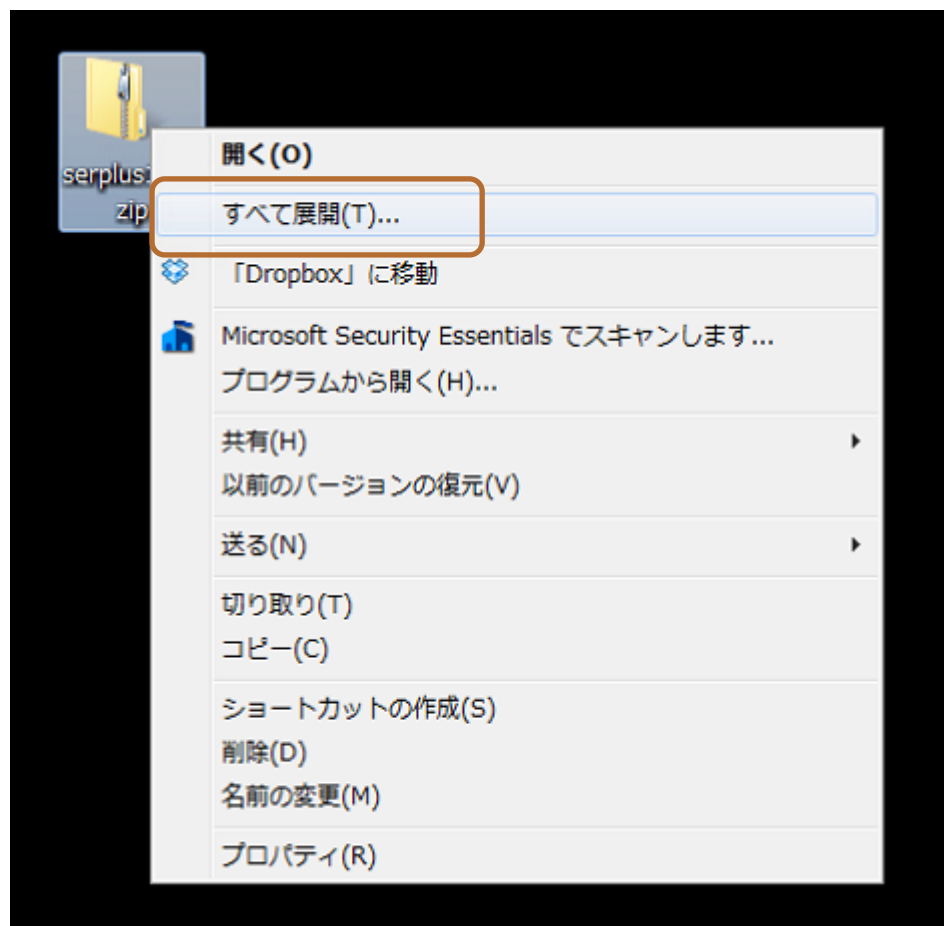 serplus
zip
開く(O)
すべて展開(T)...
「Dropbox」に移動
Microsoft Security Essentials でスキャンします...
プログラムから開く(H)...
共有(H)
以前のバージョンの復元(V)
送る(N)
切り取り(T)
コピー(C)
ショートカットの作成(S)
削除(D)
名前の変更(M)
プロパティ(R)